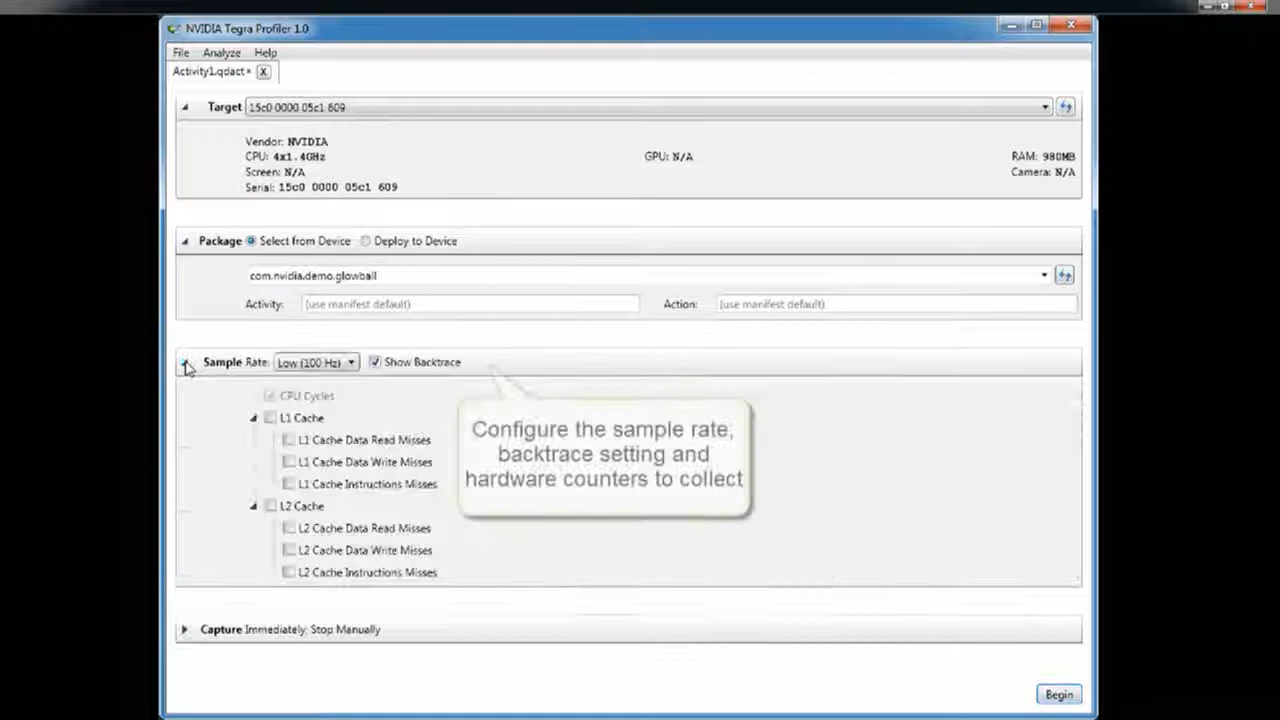 NVIDIA Tegra Profiler 1.0
File Analyze Help
Activity1.qdact* X
Target 15c0 0000 05c1 609
Vendor: NVIDIA
CPU: 4x1.4GHz GPU: N/A RAM: 980MB
Screen: N/A Camera: N/A
Serial: 15c0 0000 05c1 609
Package Select from Device Deploy to Device
com.nvidia.demo.glowball
Activity: (use manifest default) Action: (use manifest default)
Sample Rate: Low (100 Hz) Show Backtrace
CPU Cycles
L1 Cache
L1 Cache Data Read Misses
L1 Cache Data Write Misses
L1 Cache Instructions Misses
L2 Cache
L2 Cache Data Read Misses
L2 Cache Data Write Misses
L2 Cache Instructions Misses
Configure the sample rate,
backtrace setting and
hardware counters to collect
Capture Immediately; Stop Manually
Begin